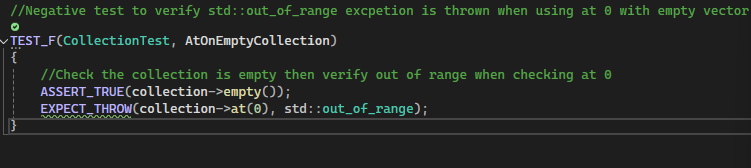 //Negative test to verify std::out_of_range excpetion is thrown when using at 0 with empty vector
TEST_F(CollectionTest, AtOnEmptyCollection)
{
    //Check the collection is empty then verify out of range when checking at 0
    ASSERT_TRUE(collection->empty());
    EXPECT_THROW(collection->at(0), std::out_of_range);
}